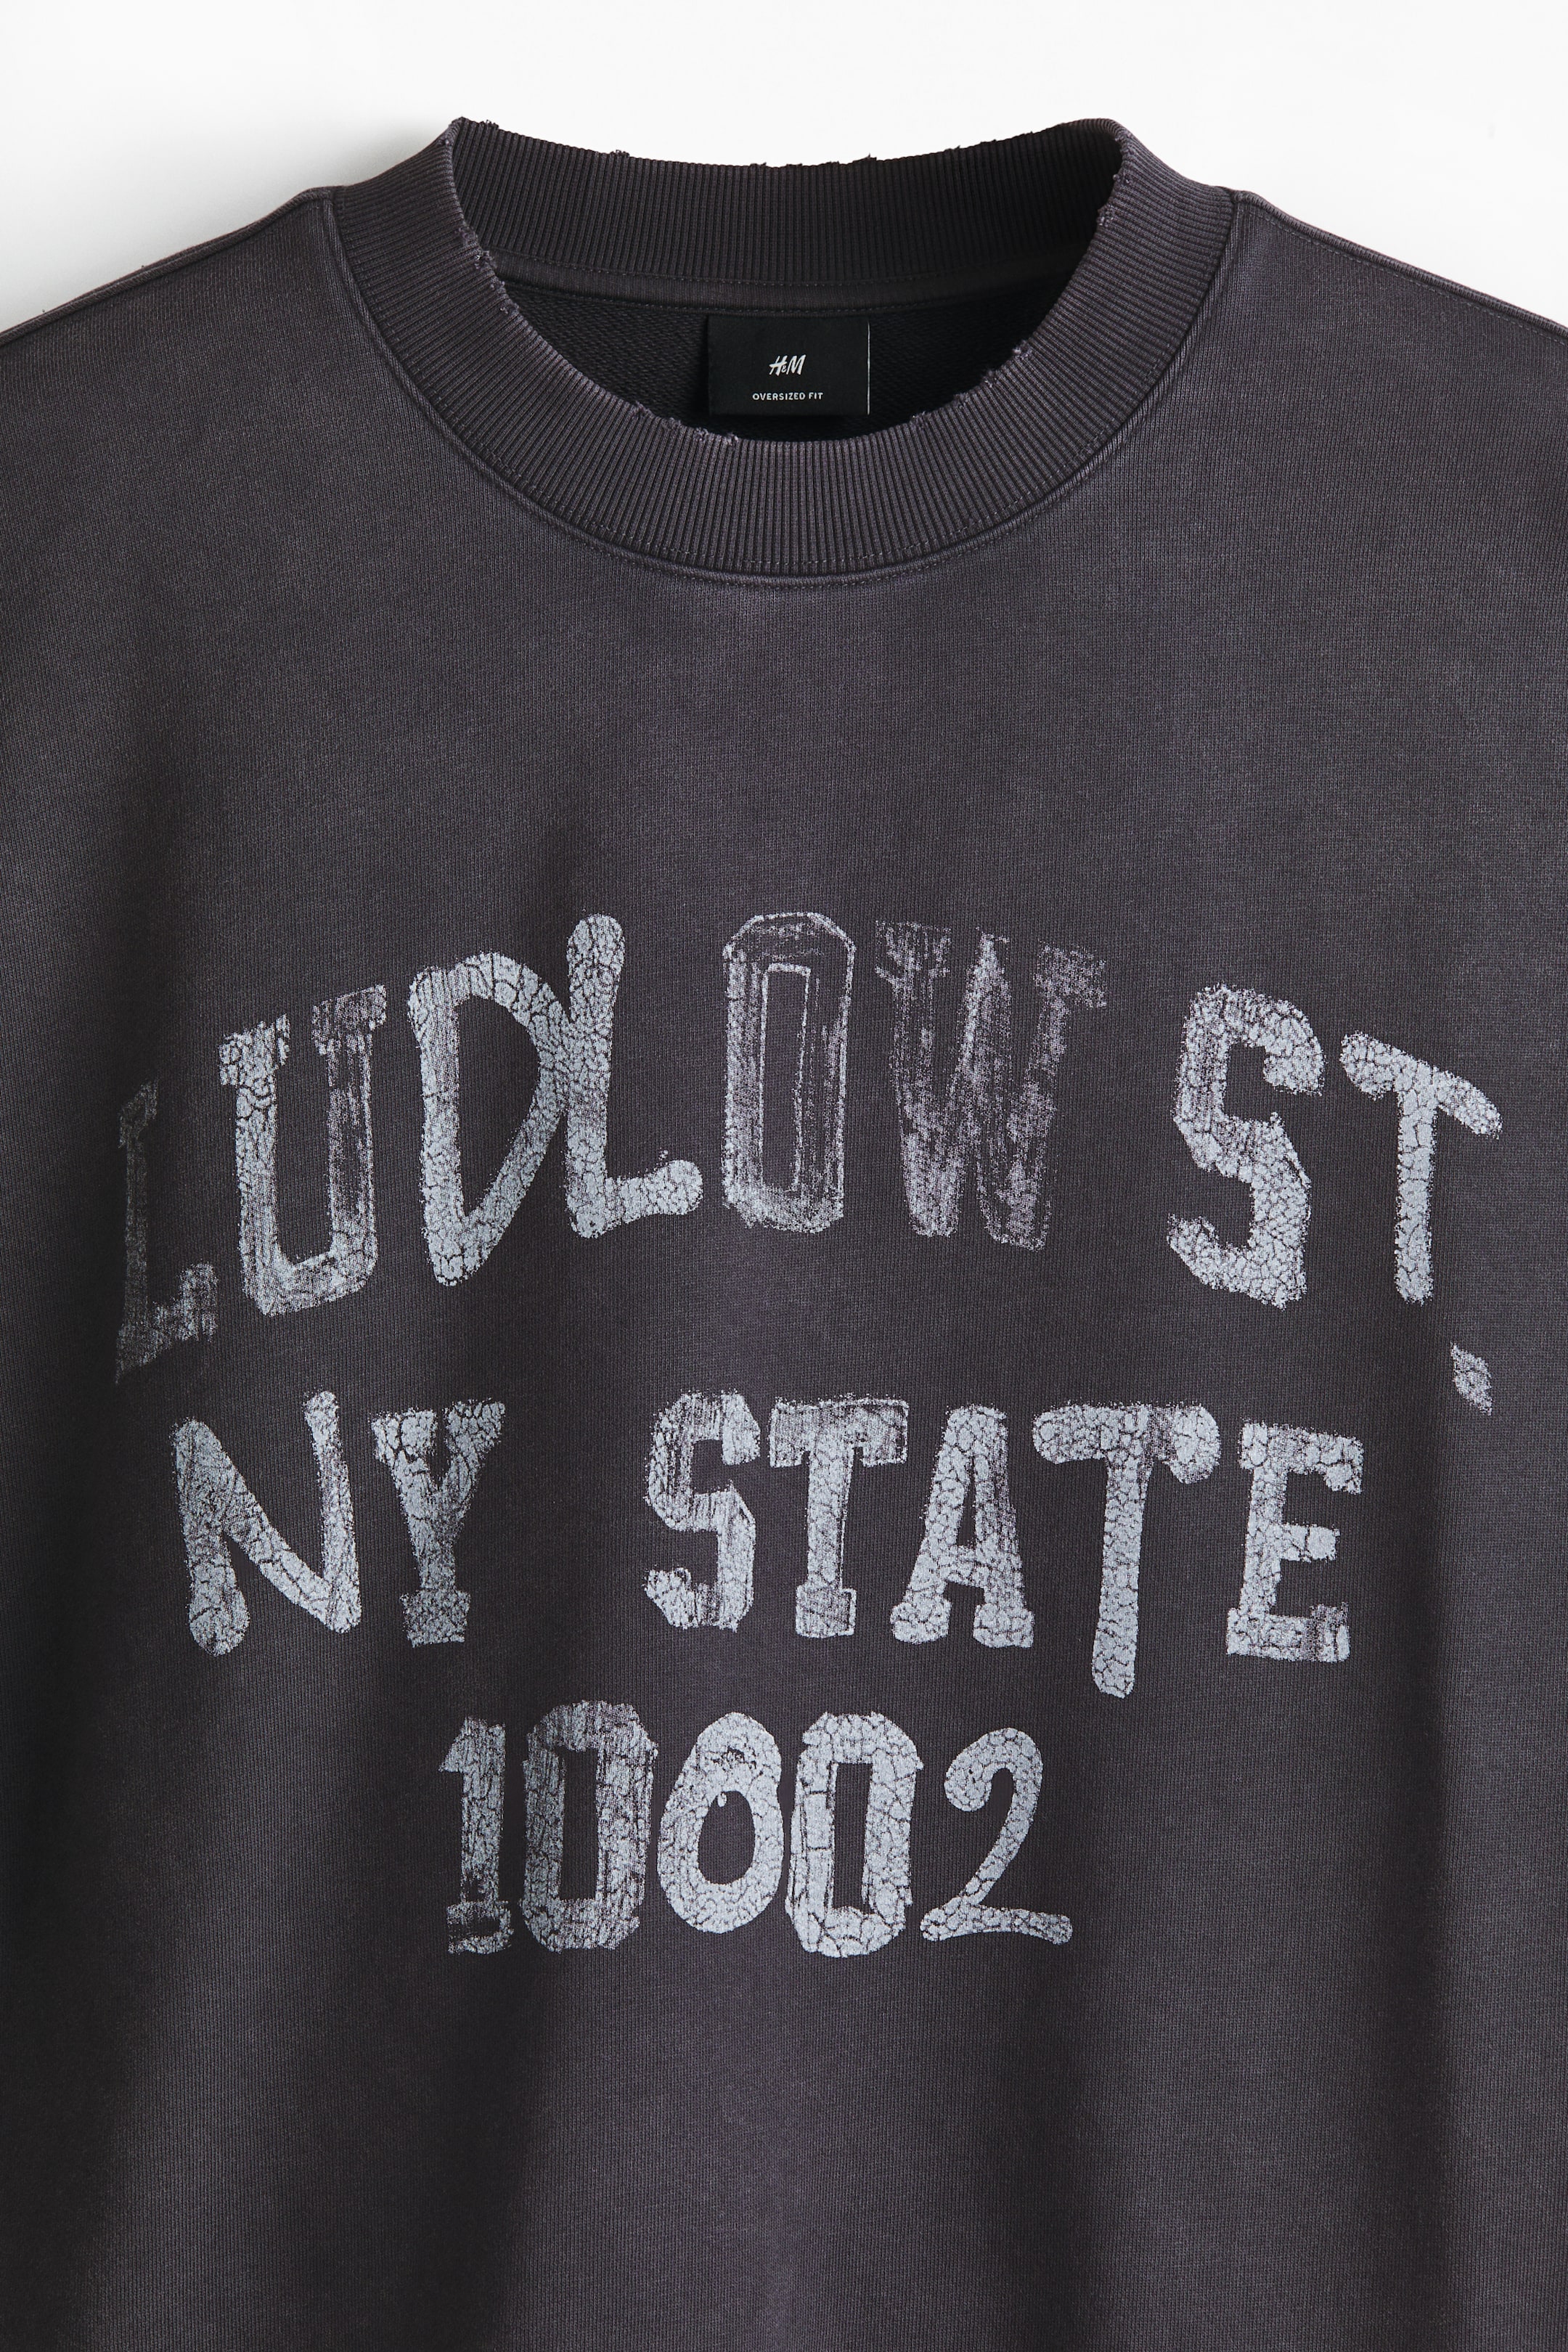 H&M
OVERSIZED FIT
LUDLOW ST.
NY STATE
10002